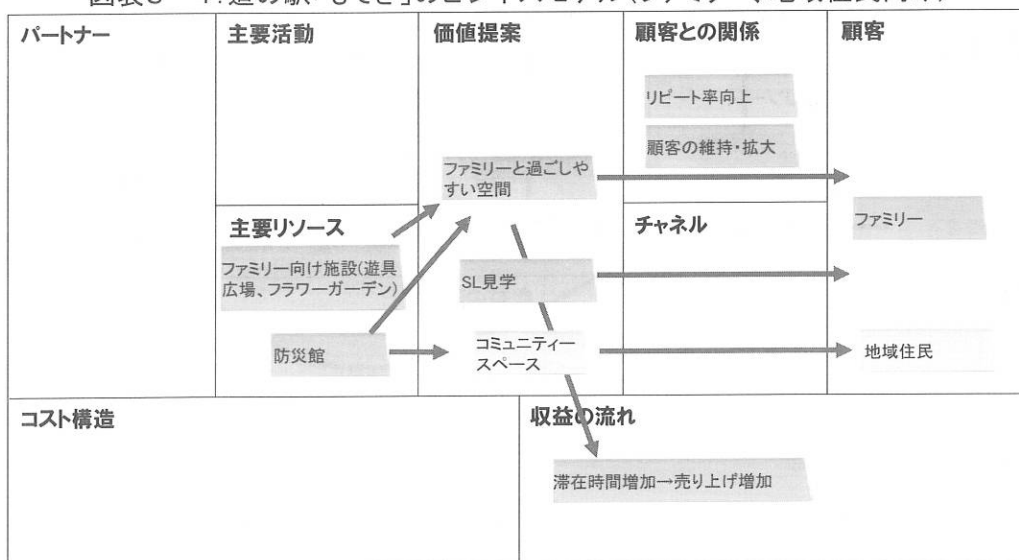 パートナー
主要活動
価値提案
顧客との関係
顧客
リピート率向上
顧客の維持・拡大
ファミリーと過ごしや
すい空間
ファミリー
主要リソース
チャネル
ファミリー向け施設(遊具
広場、フラワーガーデン)
SL見学
防災館
コミュニティー
スペース
地域住民
コスト構造
収益の流れ
滞在時間増加→売り上げ増加